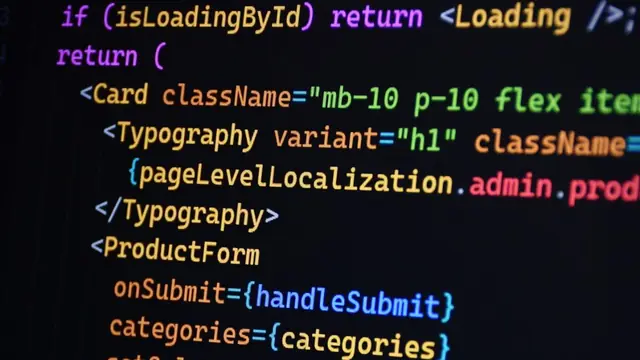 if (isLoadingById) return <Loading />;
return (
<Card className="mb-10 p-10 flex
<Typography variant="h1" className=
{pageLevelLocalization.admin.prod
</Typography>
<ProductForm
onSubmit={handleSubmit}
categories={categories}